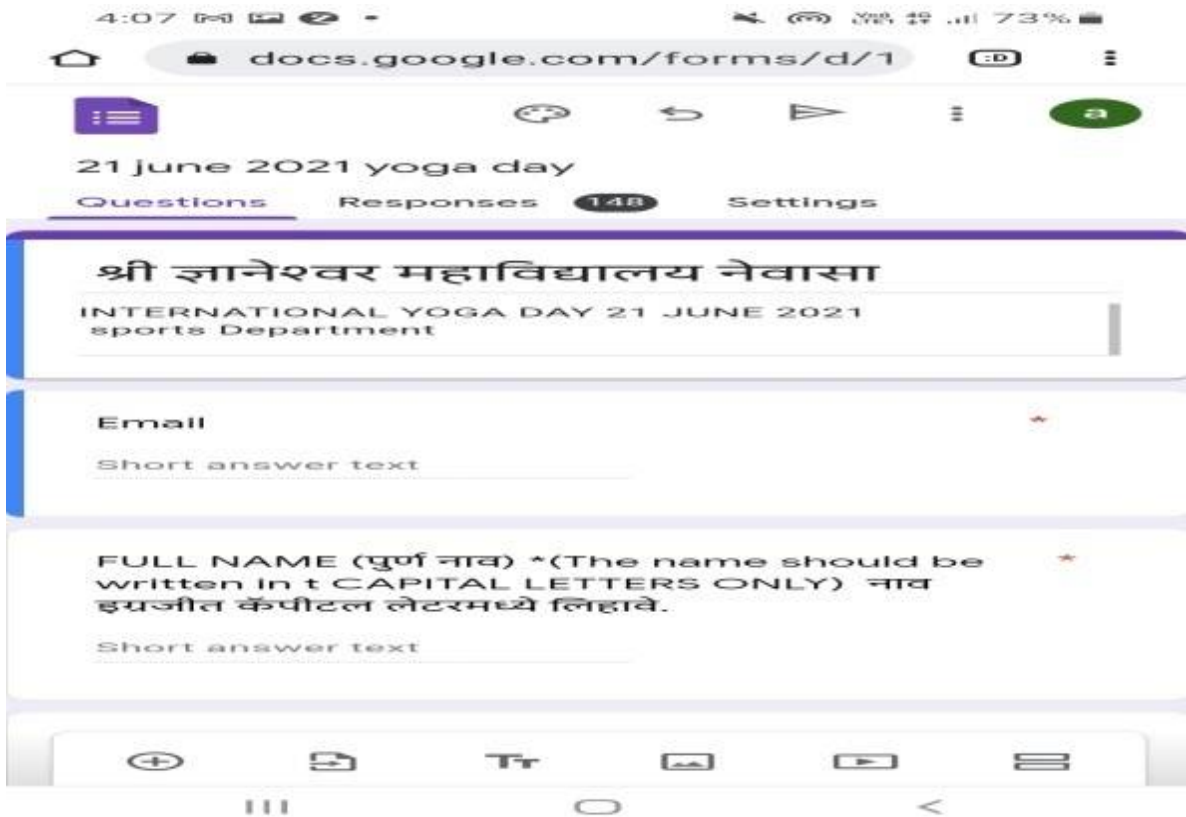 4:07 73%
docs.google.com/forms/d/1 :D
a
21 june 2021 yoga day
Questions Responses 148 Settings
श्री ज्ञानेश्वर महाविद्यालय नेवासा
INTERNATIONAL YOGA DAY 21 JUNE 2021
sports Department
Email *
Short answer text
FULL NAME (पुर्ण नाव) *(The name should be *
written in t CAPITAL LETTERS ONLY) नाव
इग्रजीत कॅपीटल लेटरमध्ये लिहावे.
Short answer text
Tr